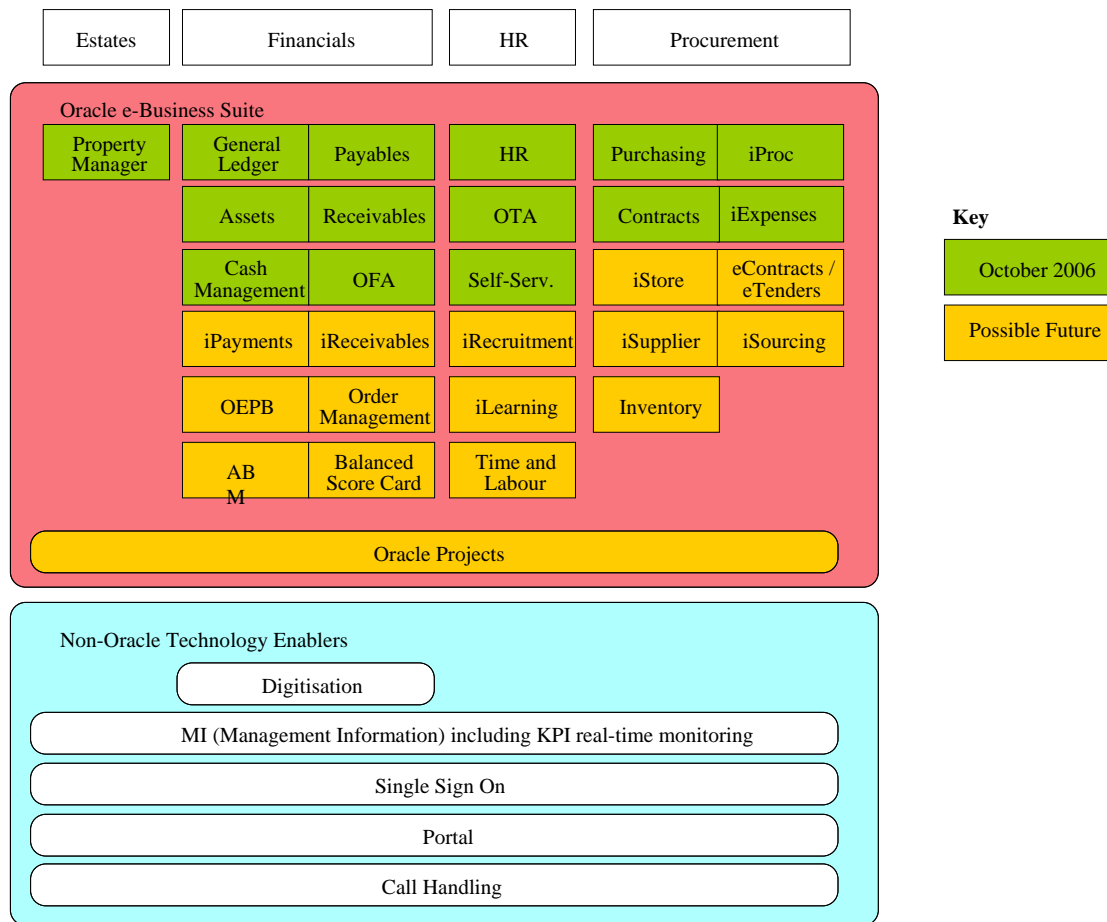 Estates
Financials
HR
Procurement
Oracle e-Business Suite
Property
Manager
General
Ledger
Payables
HR
Purchasing
iProc
Assets
Receivables
OTA
Contracts
iExpenses
Cash
Management
OFA
Self-Serv.
iStore
eContracts /
eTenders
iPayments
iReceivables
iRecruitment
iSupplier
iSourcing
OEPB
Order
Management
iLearning
Inventory
AB
M
Balanced
Score Card
Time and
Labour
Oracle Projects
Key
October 2006
Possible Future
Non-Oracle Technology Enablers
Digitisation
MI (Management Information) including KPI real-time monitoring
Single Sign On
Portal
Call Handling